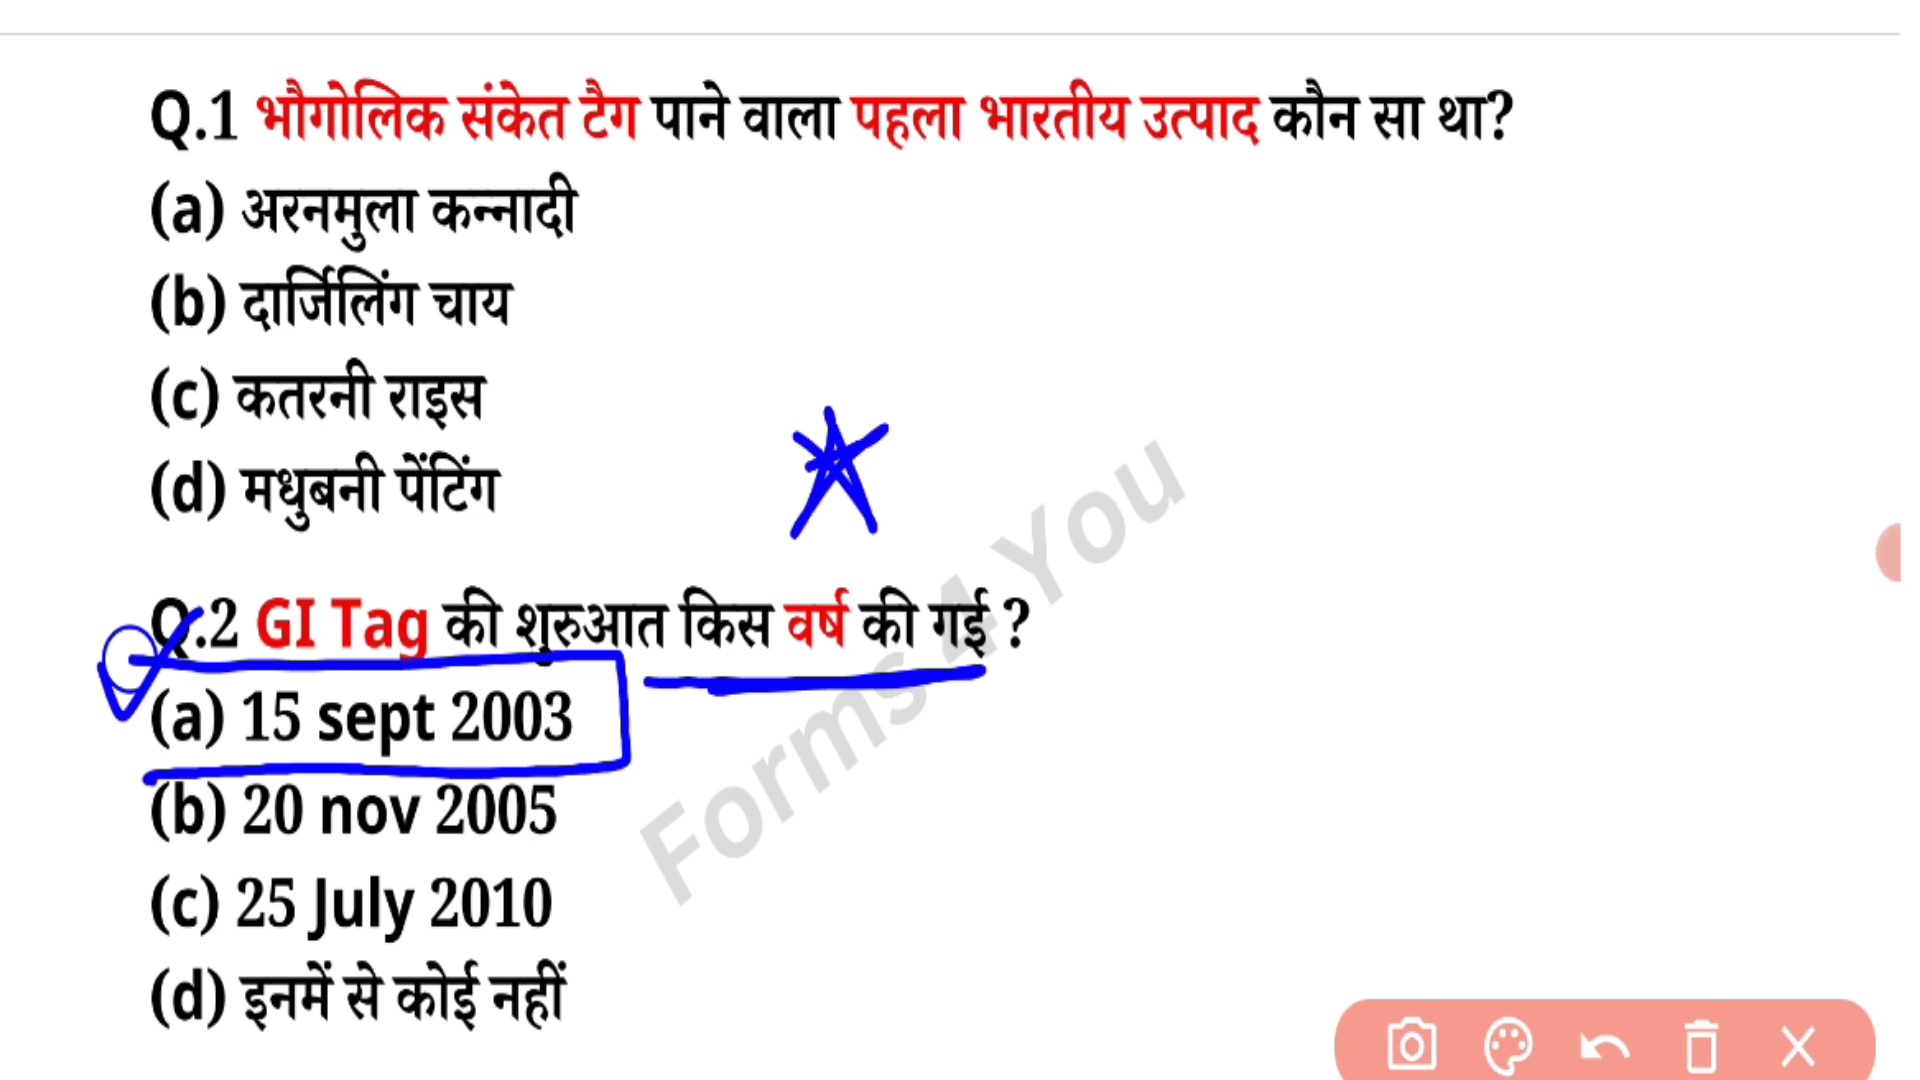 Q.1 भौगोलिक संकेत टैग पाने वाला पहला भारतीय उत्पाद कौन सा था?
(a) अरनमुला कन्नादी
(b) दार्जिलिंग चाय
(c) कतरनी राइस
(d) मधुबनी पेंटिंग
Q.2 GI Tag की शुरुआत किस वर्ष की गई ?
(a) 15 sept 2003
(b) 20 nov 2005
(c) 25 July 2010
(d) इनमें से कोई नहीं
Forms 4 You